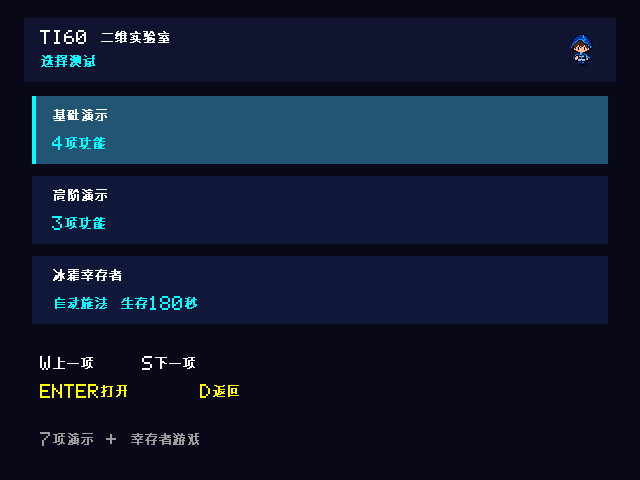 TI60 二维实验室
选择测试
基础演示
4项功能
高阶演示
3项功能
冰霜幸存者
自动施法 生存180秒
W上一项 S下一项
ENTER打开 D返回
7项演示 + 幸存者游戏